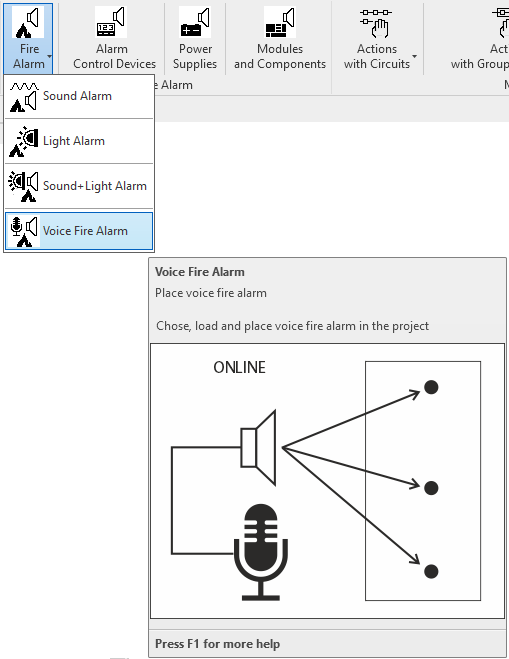 Fire
Alarm
Alarm
Control Devices
Power
Supplies
Modules
and Components
Actions
with Circuits
Act
with Group
e Alarm
Sound Alarm
Light Alarm
Sound+Light Alarm
Voice Fire Alarm
Voice Fire Alarm
Place voice fire alarm
Chose, load and place voice fire alarm in the project
ONLINE
Press F1 for more help